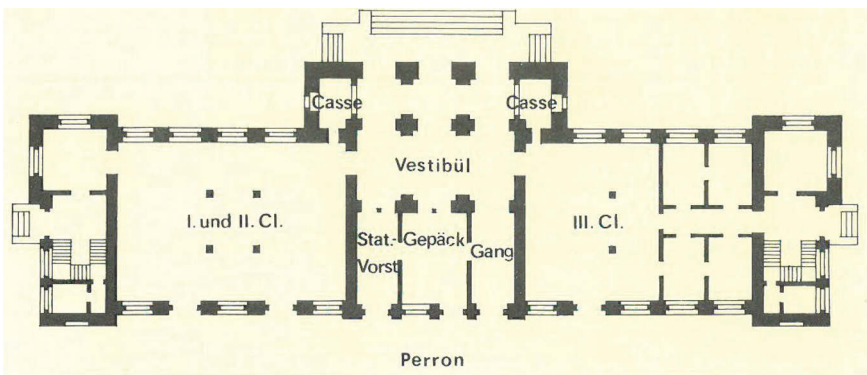 Casse
Casse
Vestibül
I. und II. Cl.
III. Cl.
Stat.-
Vorst
Gepäck
Gang
Perron